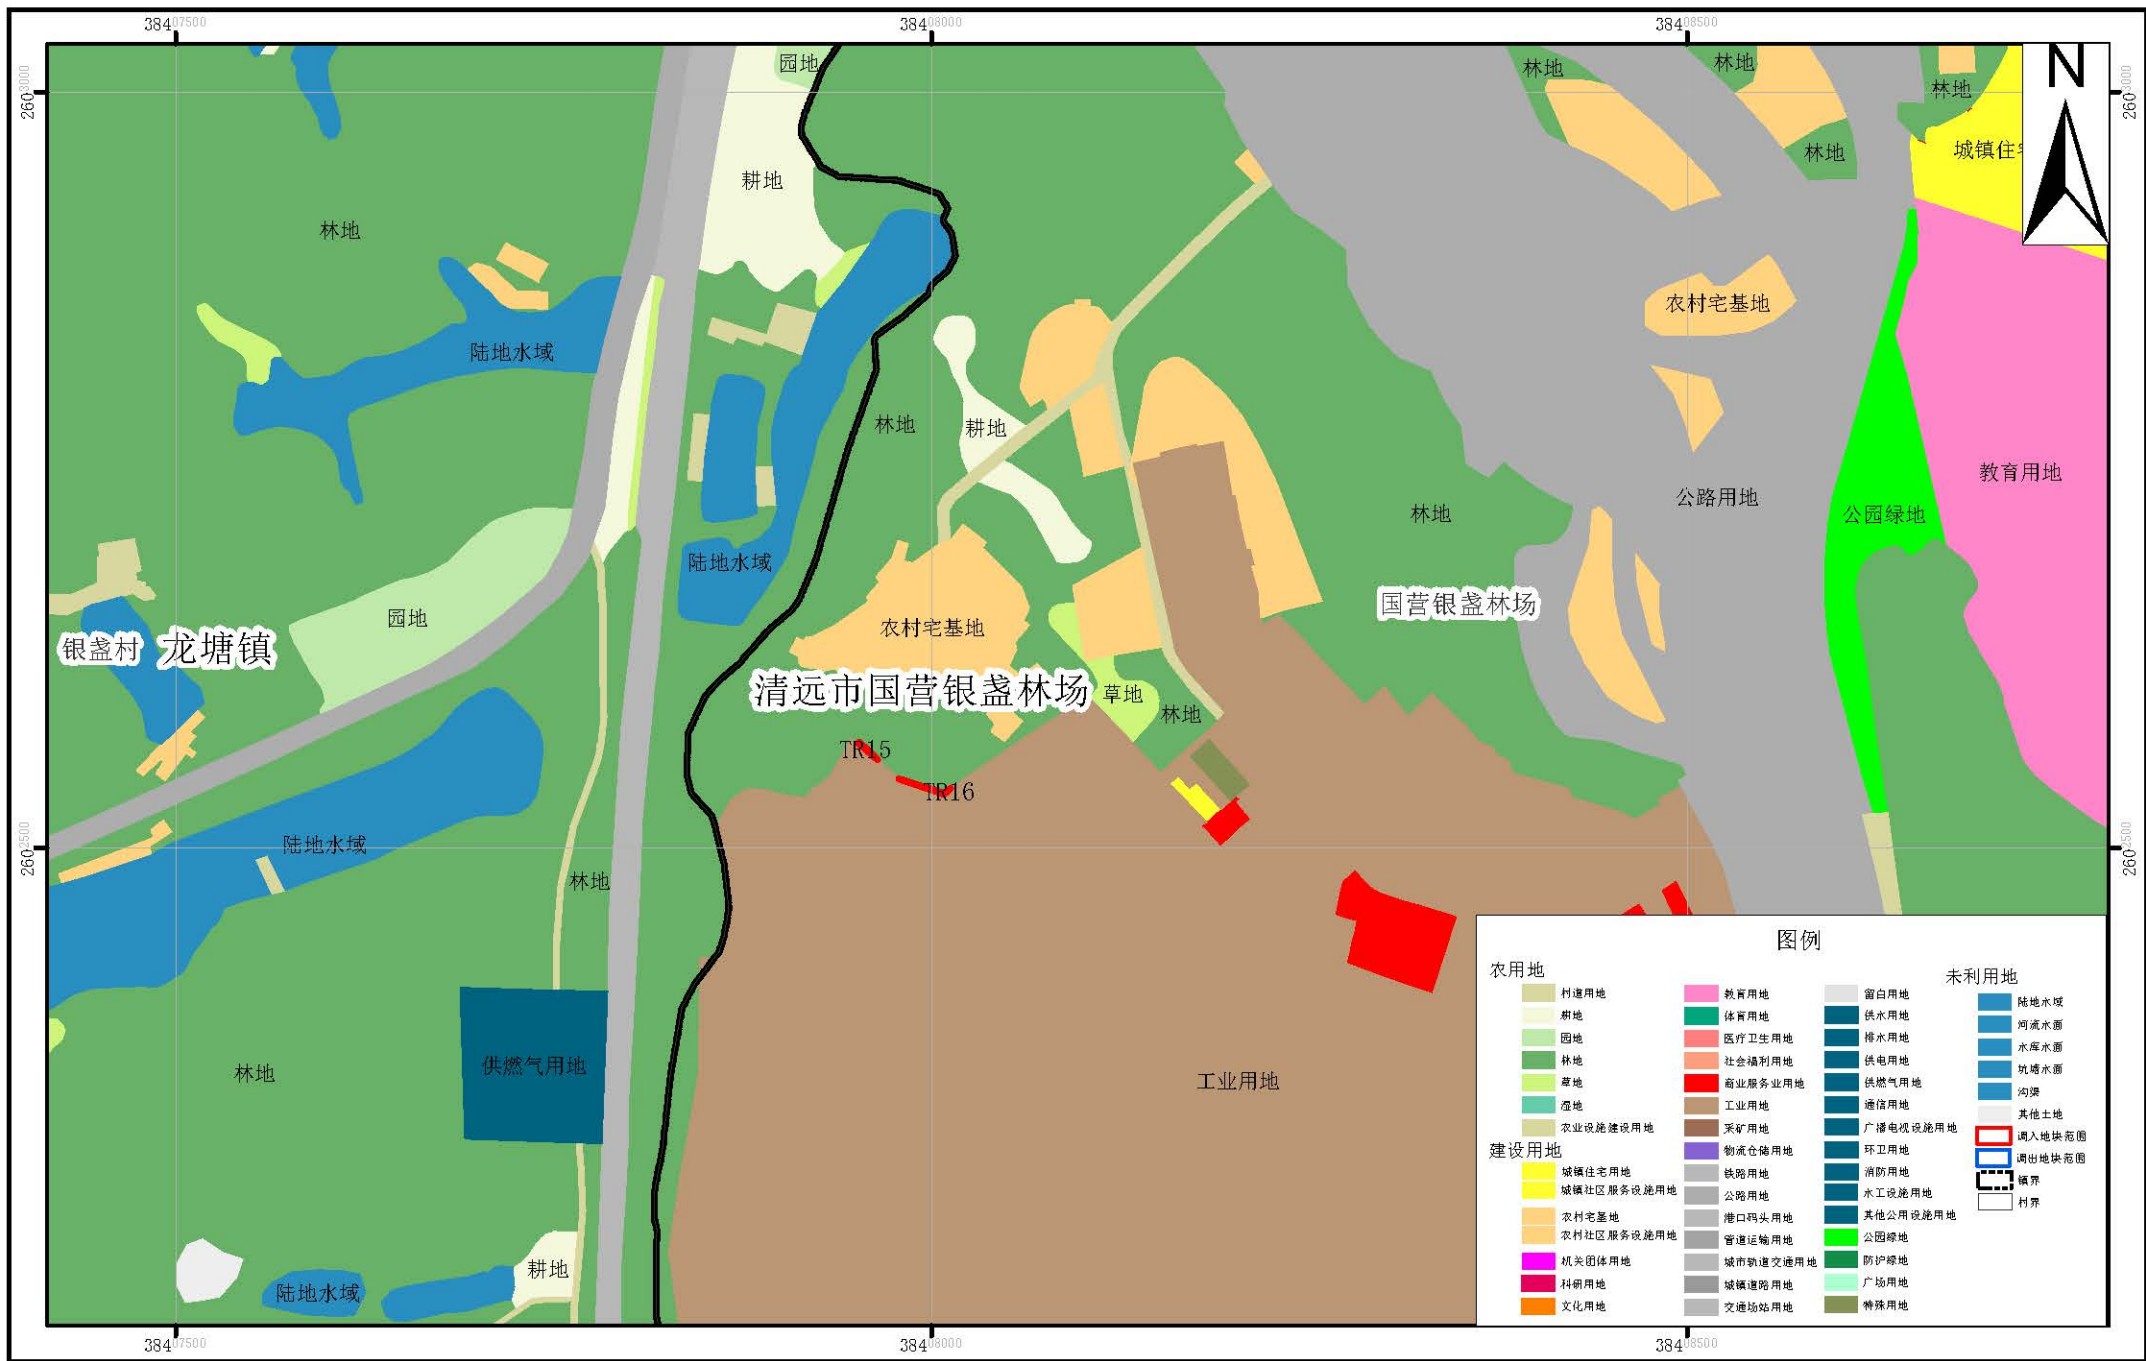 38407500
38408000
38408500
2603000
2603000
N
园地
林地
林地
林地
林地
城镇住宅
耕地
林地
农村宅基地
陆地水域
林地
耕地
教育用地
公路用地
林地
公园绿地
陆地水域
国营银盏林场
园地
农村宅基地
银盏村
龙塘镇
清远市国营银盏林场
草地
林地
TR15
TR16
陆地水域
2602500
2602500
林地
林地
供燃气用地
工业用地
耕地
陆地水域
图例
农用地
村道用地
耕地
园地
林地
草地
湿地
农业设施建设用地
建设用地
城镇住宅用地
城镇社区服务设施用地
农村宅基地
农村社区服务设施用地
机关团体用地
科研用地
文化用地
教育用地
体育用地
医疗卫生用地
社会福利用地
商业服务业用地
工业用地
采矿用地
物流仓储用地
铁路用地
公路用地
港口码头用地
管道运输用地
城市轨道交通用地
城镇道路用地
交通场站用地
留白用地
供水用地
排水用地
供电用地
供燃气用地
通信用地
广播电视设施用地
环卫用地
消防用地
水工设施用地
其他公用设施用地
公园绿地
防护绿地
广场用地
特殊用地
未利用地
陆地水域
河流水面
水库水面
坑塘水面
沟渠
其他土地
调入地块范围
调出地块范围
镇界
村界
38407500
38408000
38408500